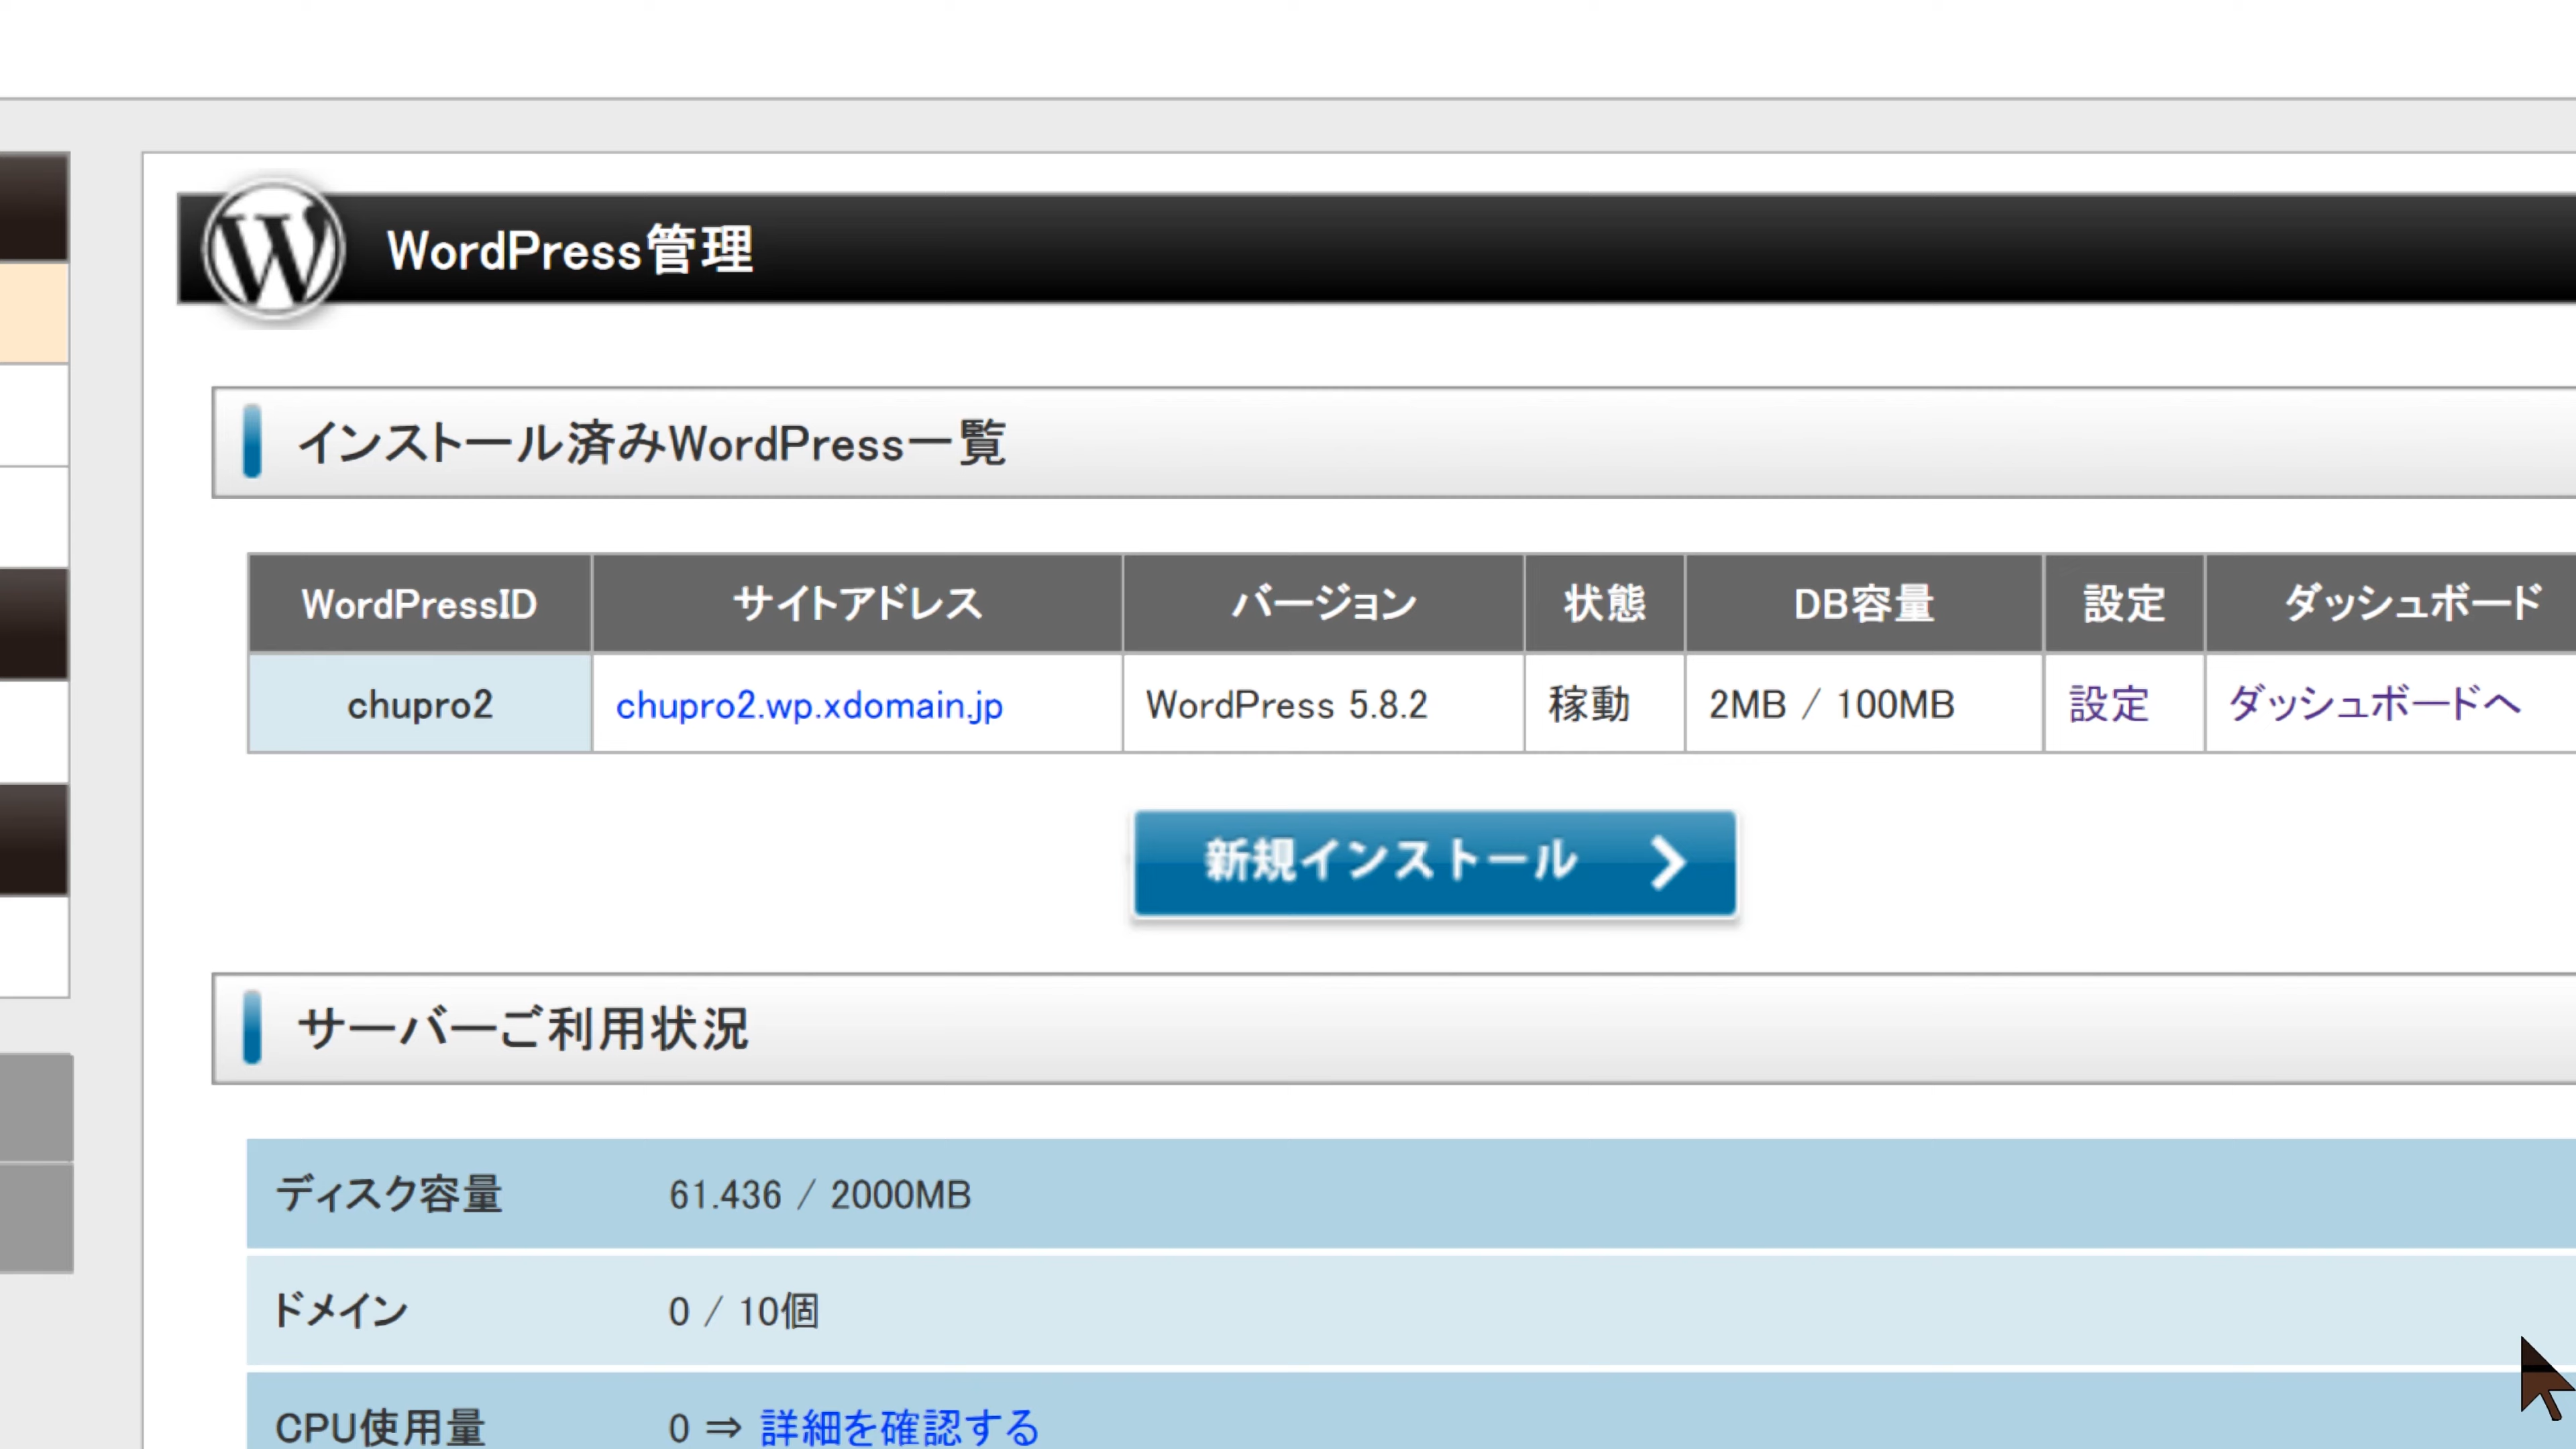 WordPress管理
インストール済みWordPress一覧
WordPressID サイトアドレス バージョン 状態 DB容量 設定 ダッシュボード
chupro2 chupro2.wp.xdomain.jp WordPress 5.8.2 稼動 2MB / 100MB 設定 ダッシュボードへ
新規インストール
サーバーご利用状況
ディスク容量 61.436 / 2000MB
ドメイン 0 / 10個
CPU使用量 0 ⇒ 詳細を確認する